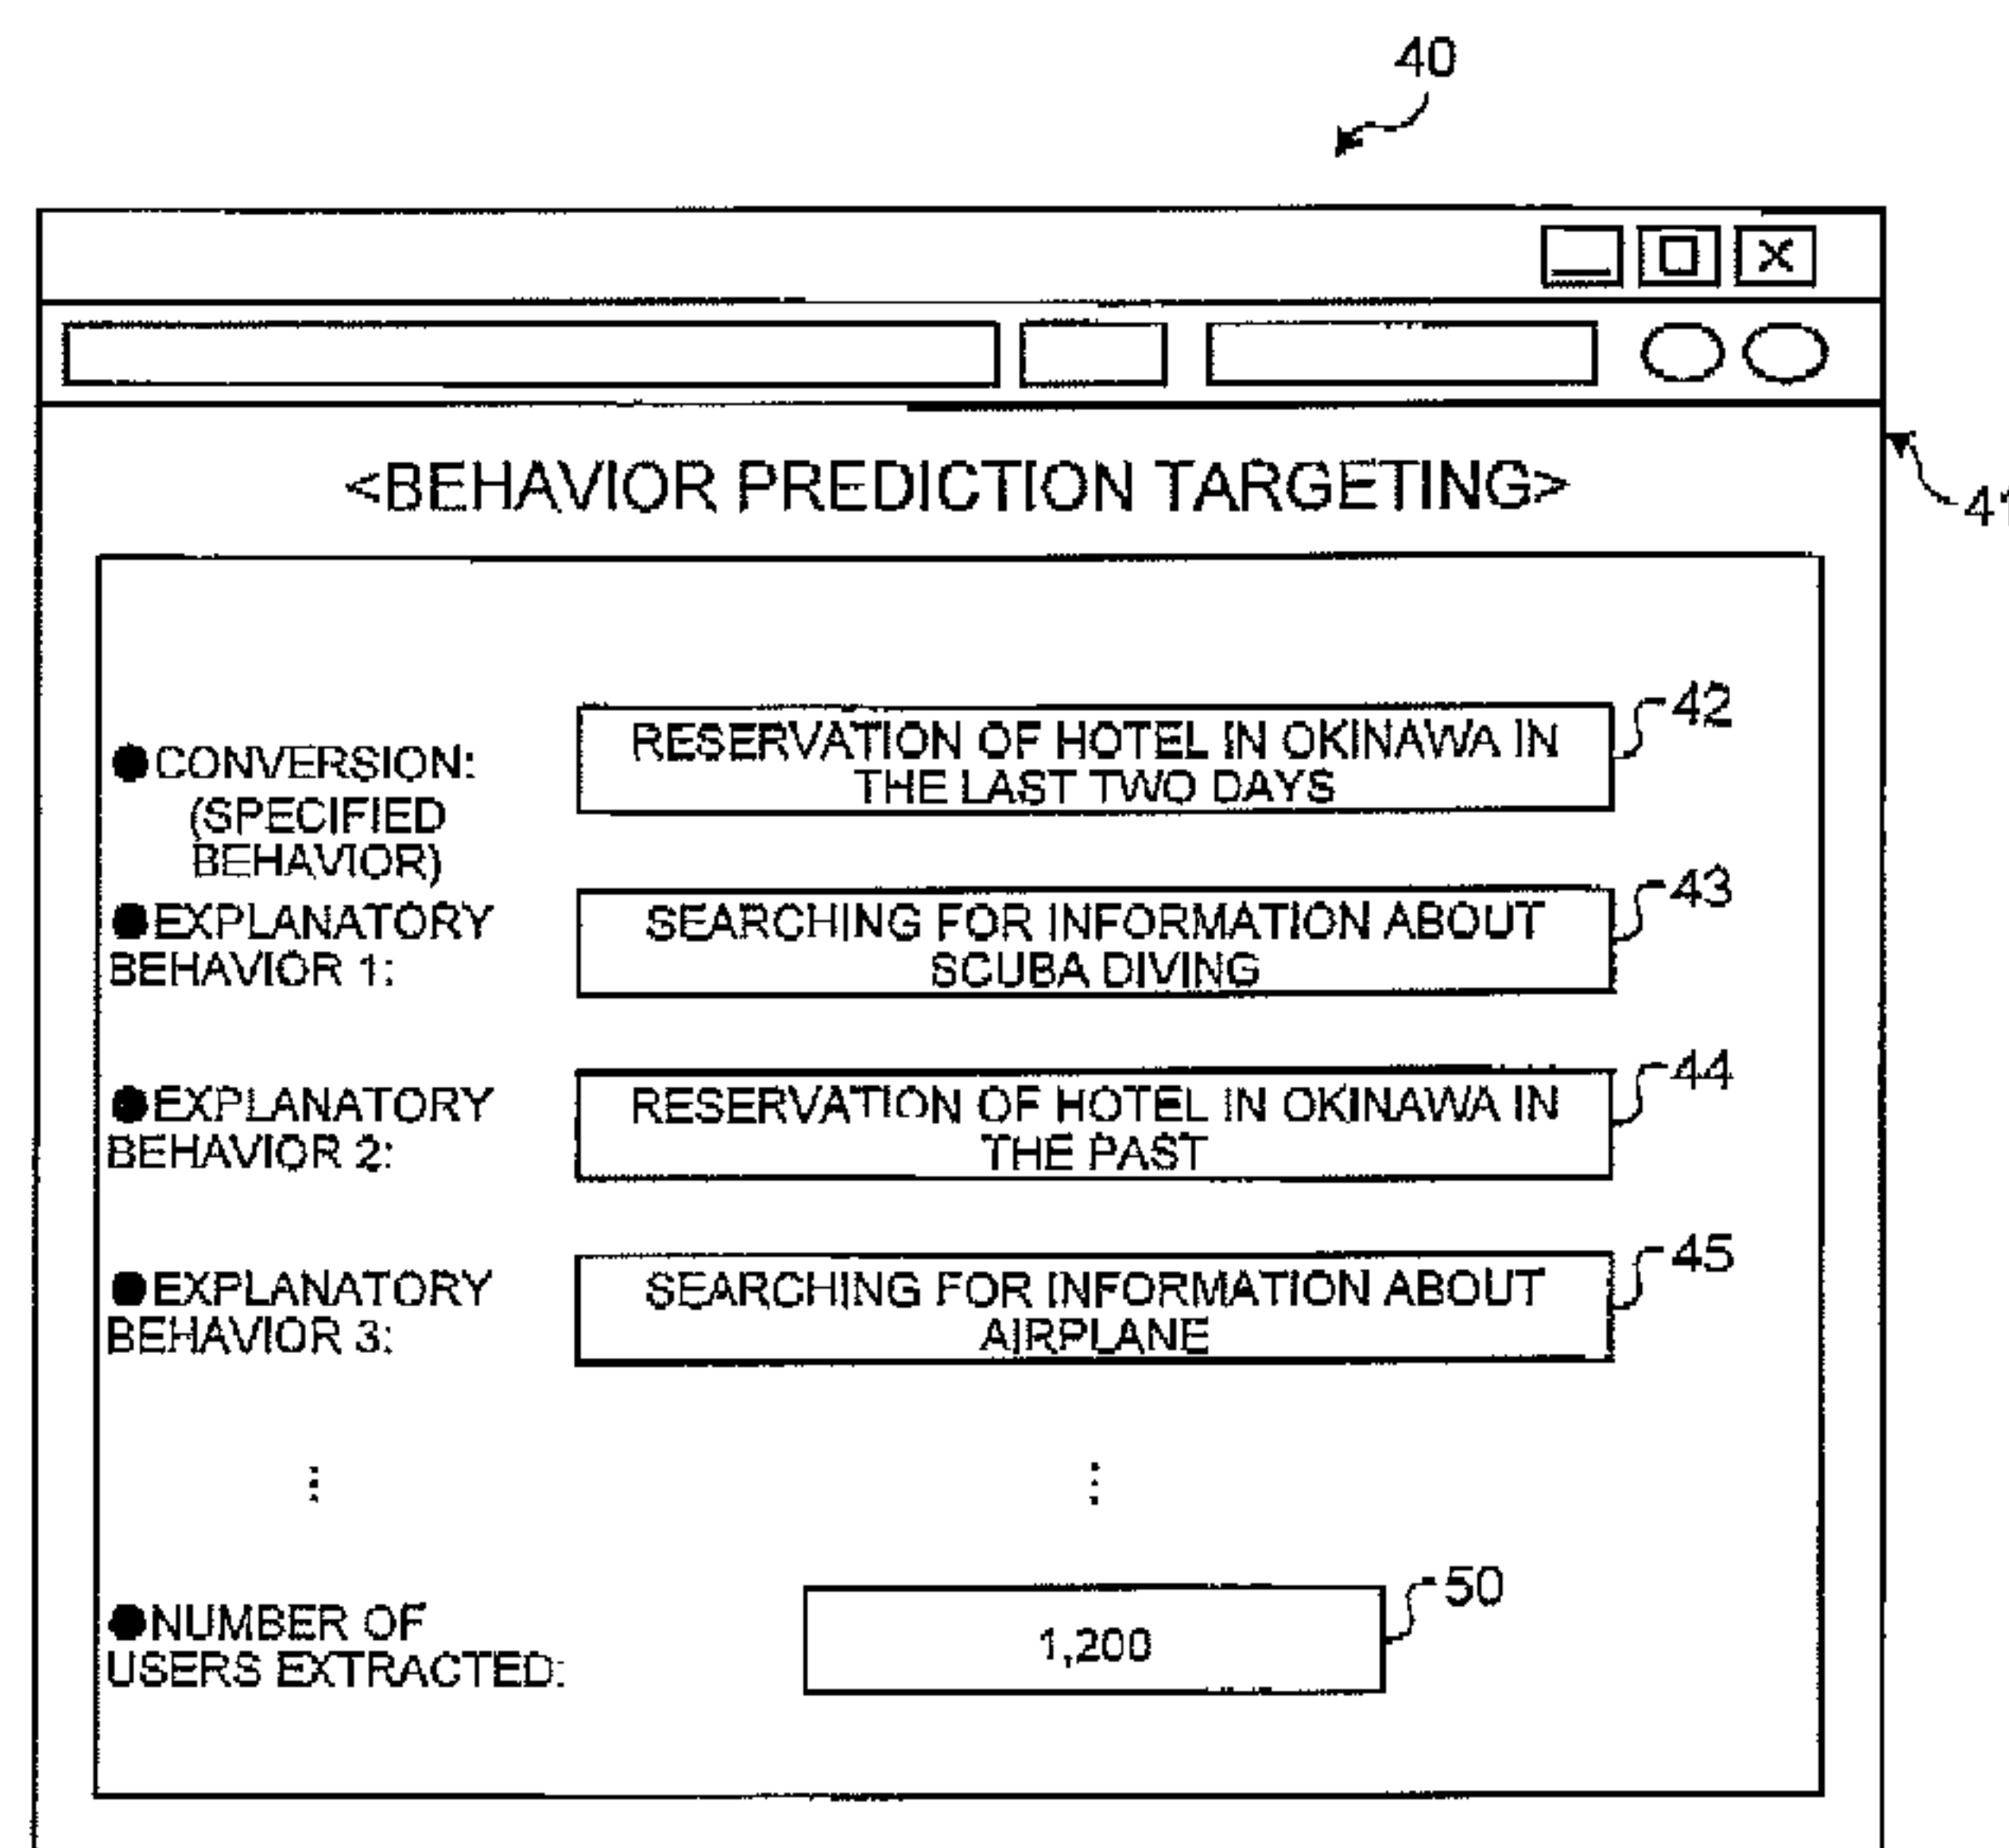 40
<BEHAVIOR PREDICTION TARGETING>
41
●CONVERSION:
(SPECIFIED
BEHAVIOR)
RESERVATION OF HOTEL IN OKINAWA IN
THE LAST TWO DAYS
42
●EXPLANATORY
BEHAVIOR 1:
SEARCHING FOR INFORMATION ABOUT
SCUBA DIVING
43
●EXPLANATORY
BEHAVIOR 2:
RESERVATION OF HOTEL IN OKINAWA IN
THE PAST
44
●EXPLANATORY
BEHAVIOR 3:
SEARCHING FOR INFORMATION ABOUT
AIRPLANE
45
⋮ ⋮
●NUMBER OF
USERS EXTRACTED:
1,200
50